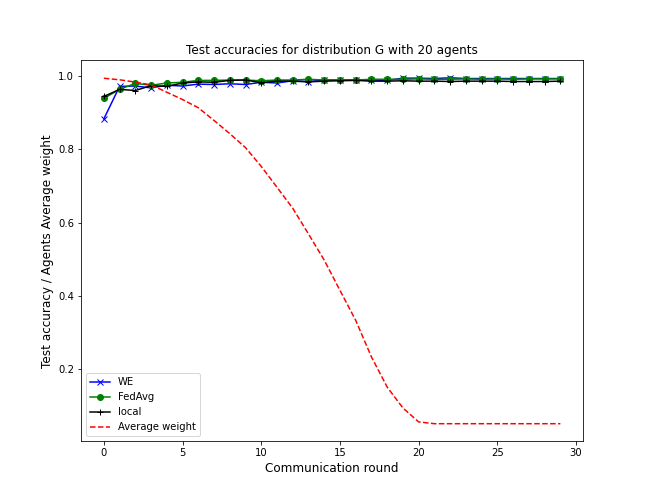 Test accuracies for distribution G with 20 agents
Test accuracy / Agents Average weight
1.0
0.8
0.6
0.4
0.2
WE
FedAvg
local
Average weight
0 5 10 15 20 25 30
Communication round